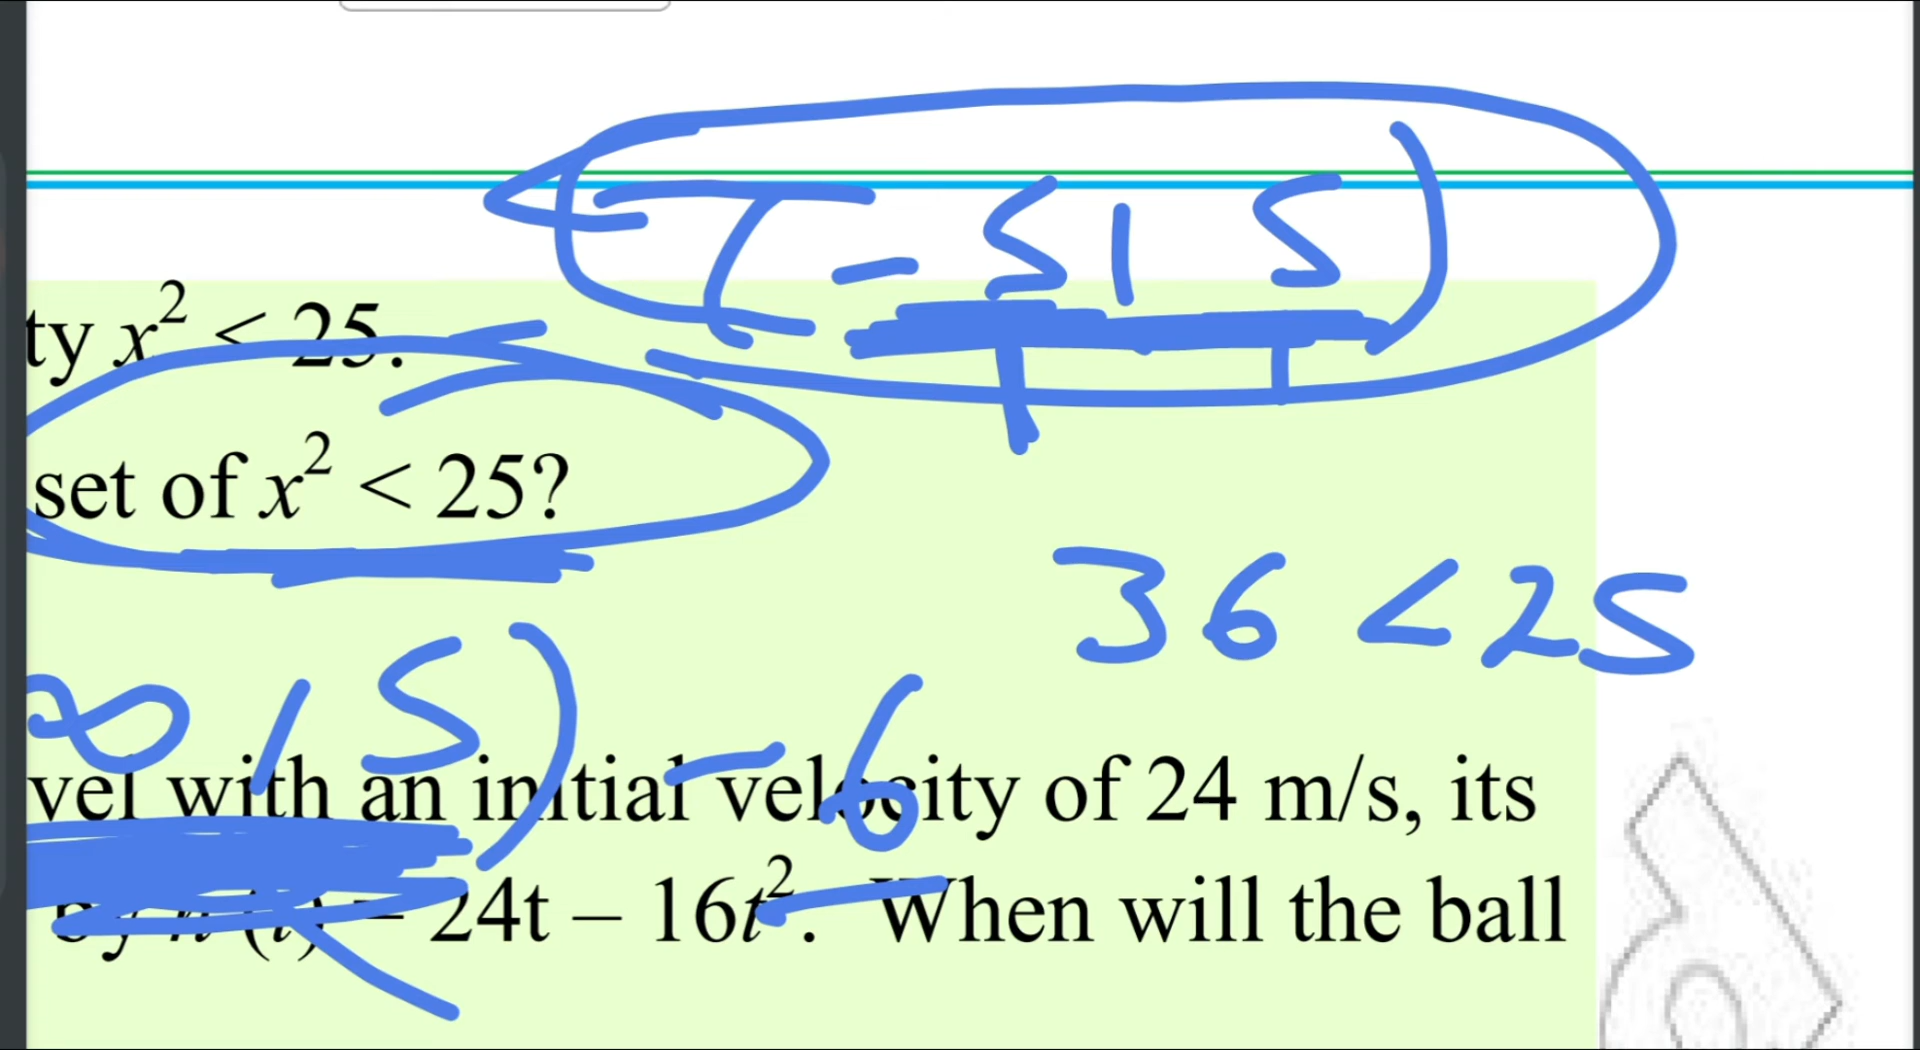 (-5, 5)
ty x² < 25.
set of x² < 25?
36 < 25
∞, 5) -6
vel with an initial velocity of 24 m/s, its
by h (t) = 24t – 16t². When will the ball